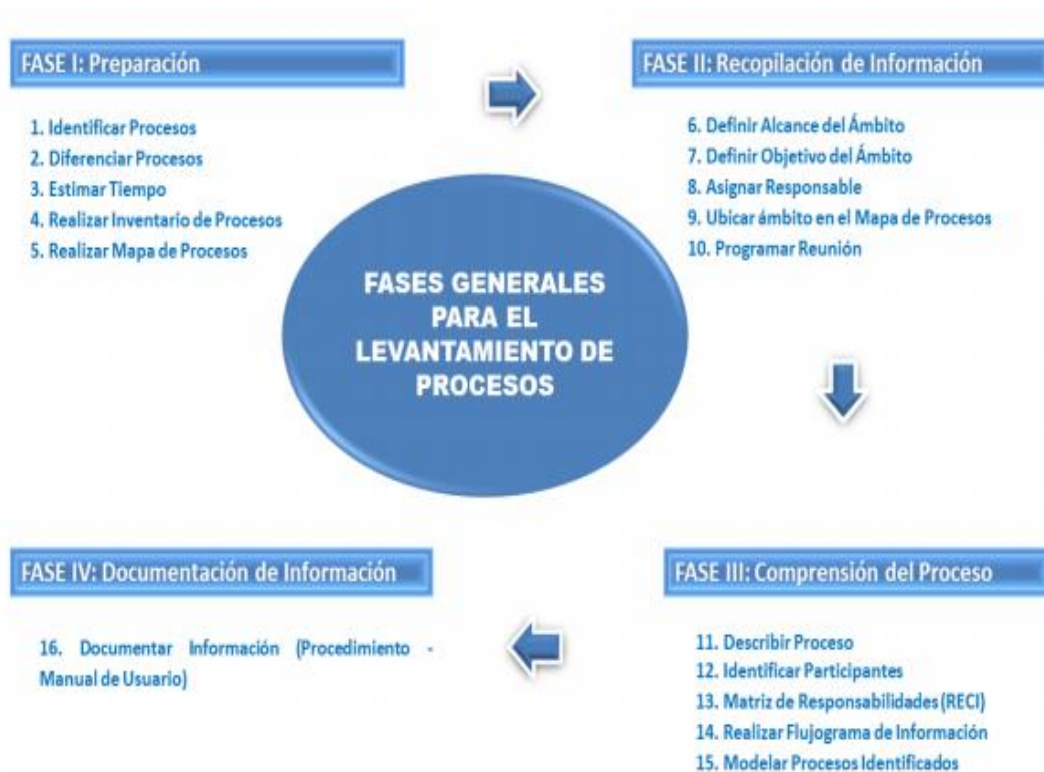 FASE I: Preparación
1. Identificar Procesos
2. Diferenciar Procesos
3. Estimar Tiempo
4. Realizar Inventario de Procesos
5. Realizar Mapa de Procesos
FASE II: Recopilación de Información
6. Definir Alcance del Ámbito
7. Definir Objetivo del Ámbito
8. Asignar Responsable
9. Ubicar ámbito en el Mapa de Procesos
10. Programar Reunión
FASES GENERALES
PARA EL
LEVANTAMIENTO DE
PROCESOS
FASE III: Comprensión del Proceso
11. Describir Proceso
12. Identificar Participantes
13. Matriz de Responsabilidades (RECI)
14. Realizar Flujograma de Información
15. Modelar Procesos Identificados
FASE IV: Documentación de Información
16. Documentar Información (Procedimiento -
Manual de Usuario)